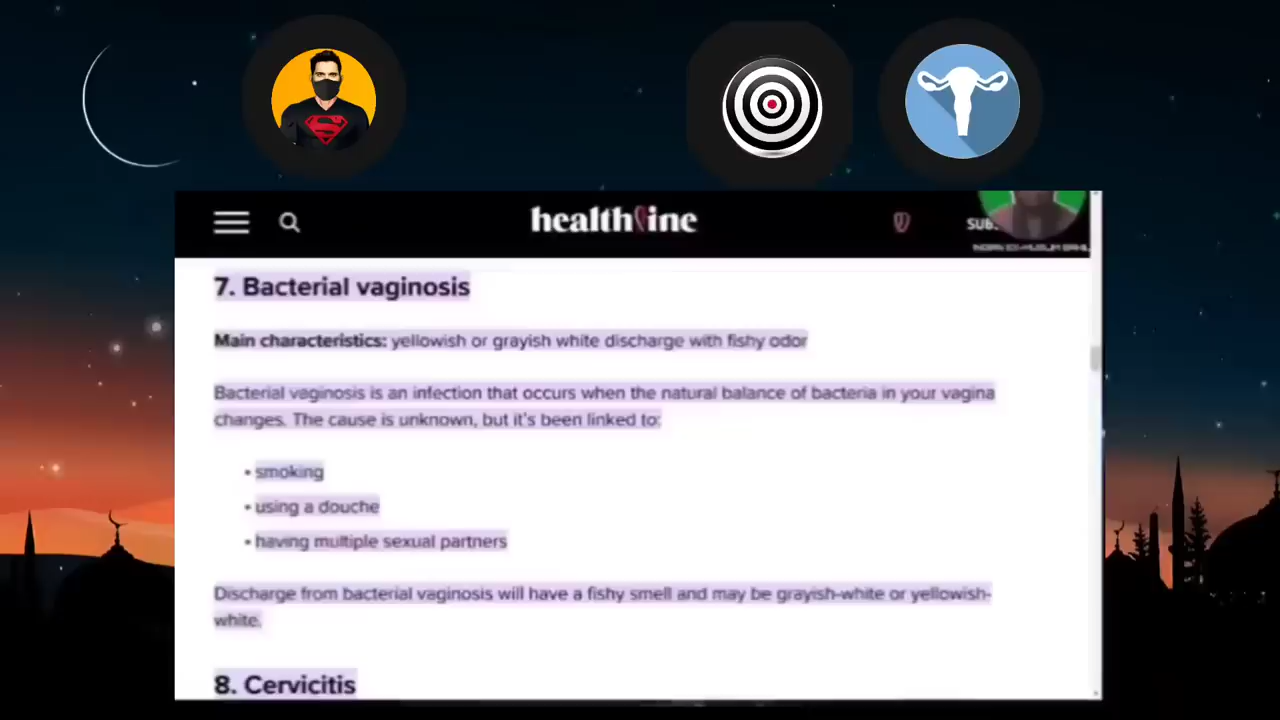 healthline
SUB
7. Bacterial vaginosis
Main characteristics: yellowish or grayish white discharge with fishy odor
Bacterial vaginosis is an infection that occurs when the natural balance of bacteria in your vagina
changes. The cause is unknown, but it's been linked to:
• smoking
• using a douche
• having multiple sexual partners
Discharge from bacterial vaginosis will have a fishy smell and may be grayish-white or yellowish-
white.
8. Cervicitis